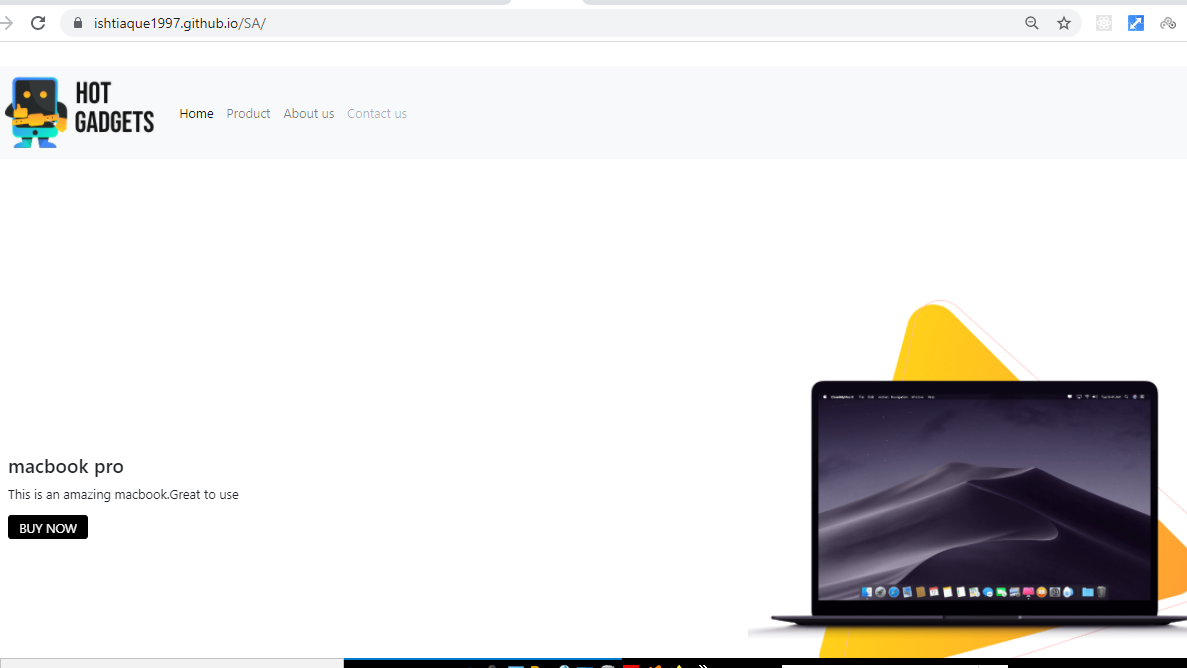 ishtiaque1997.github.io/SA/
HOT
GADGETS
Home Product About us Contact us
macbook pro
This is an amazing macbook.Great to use
BUY NOW